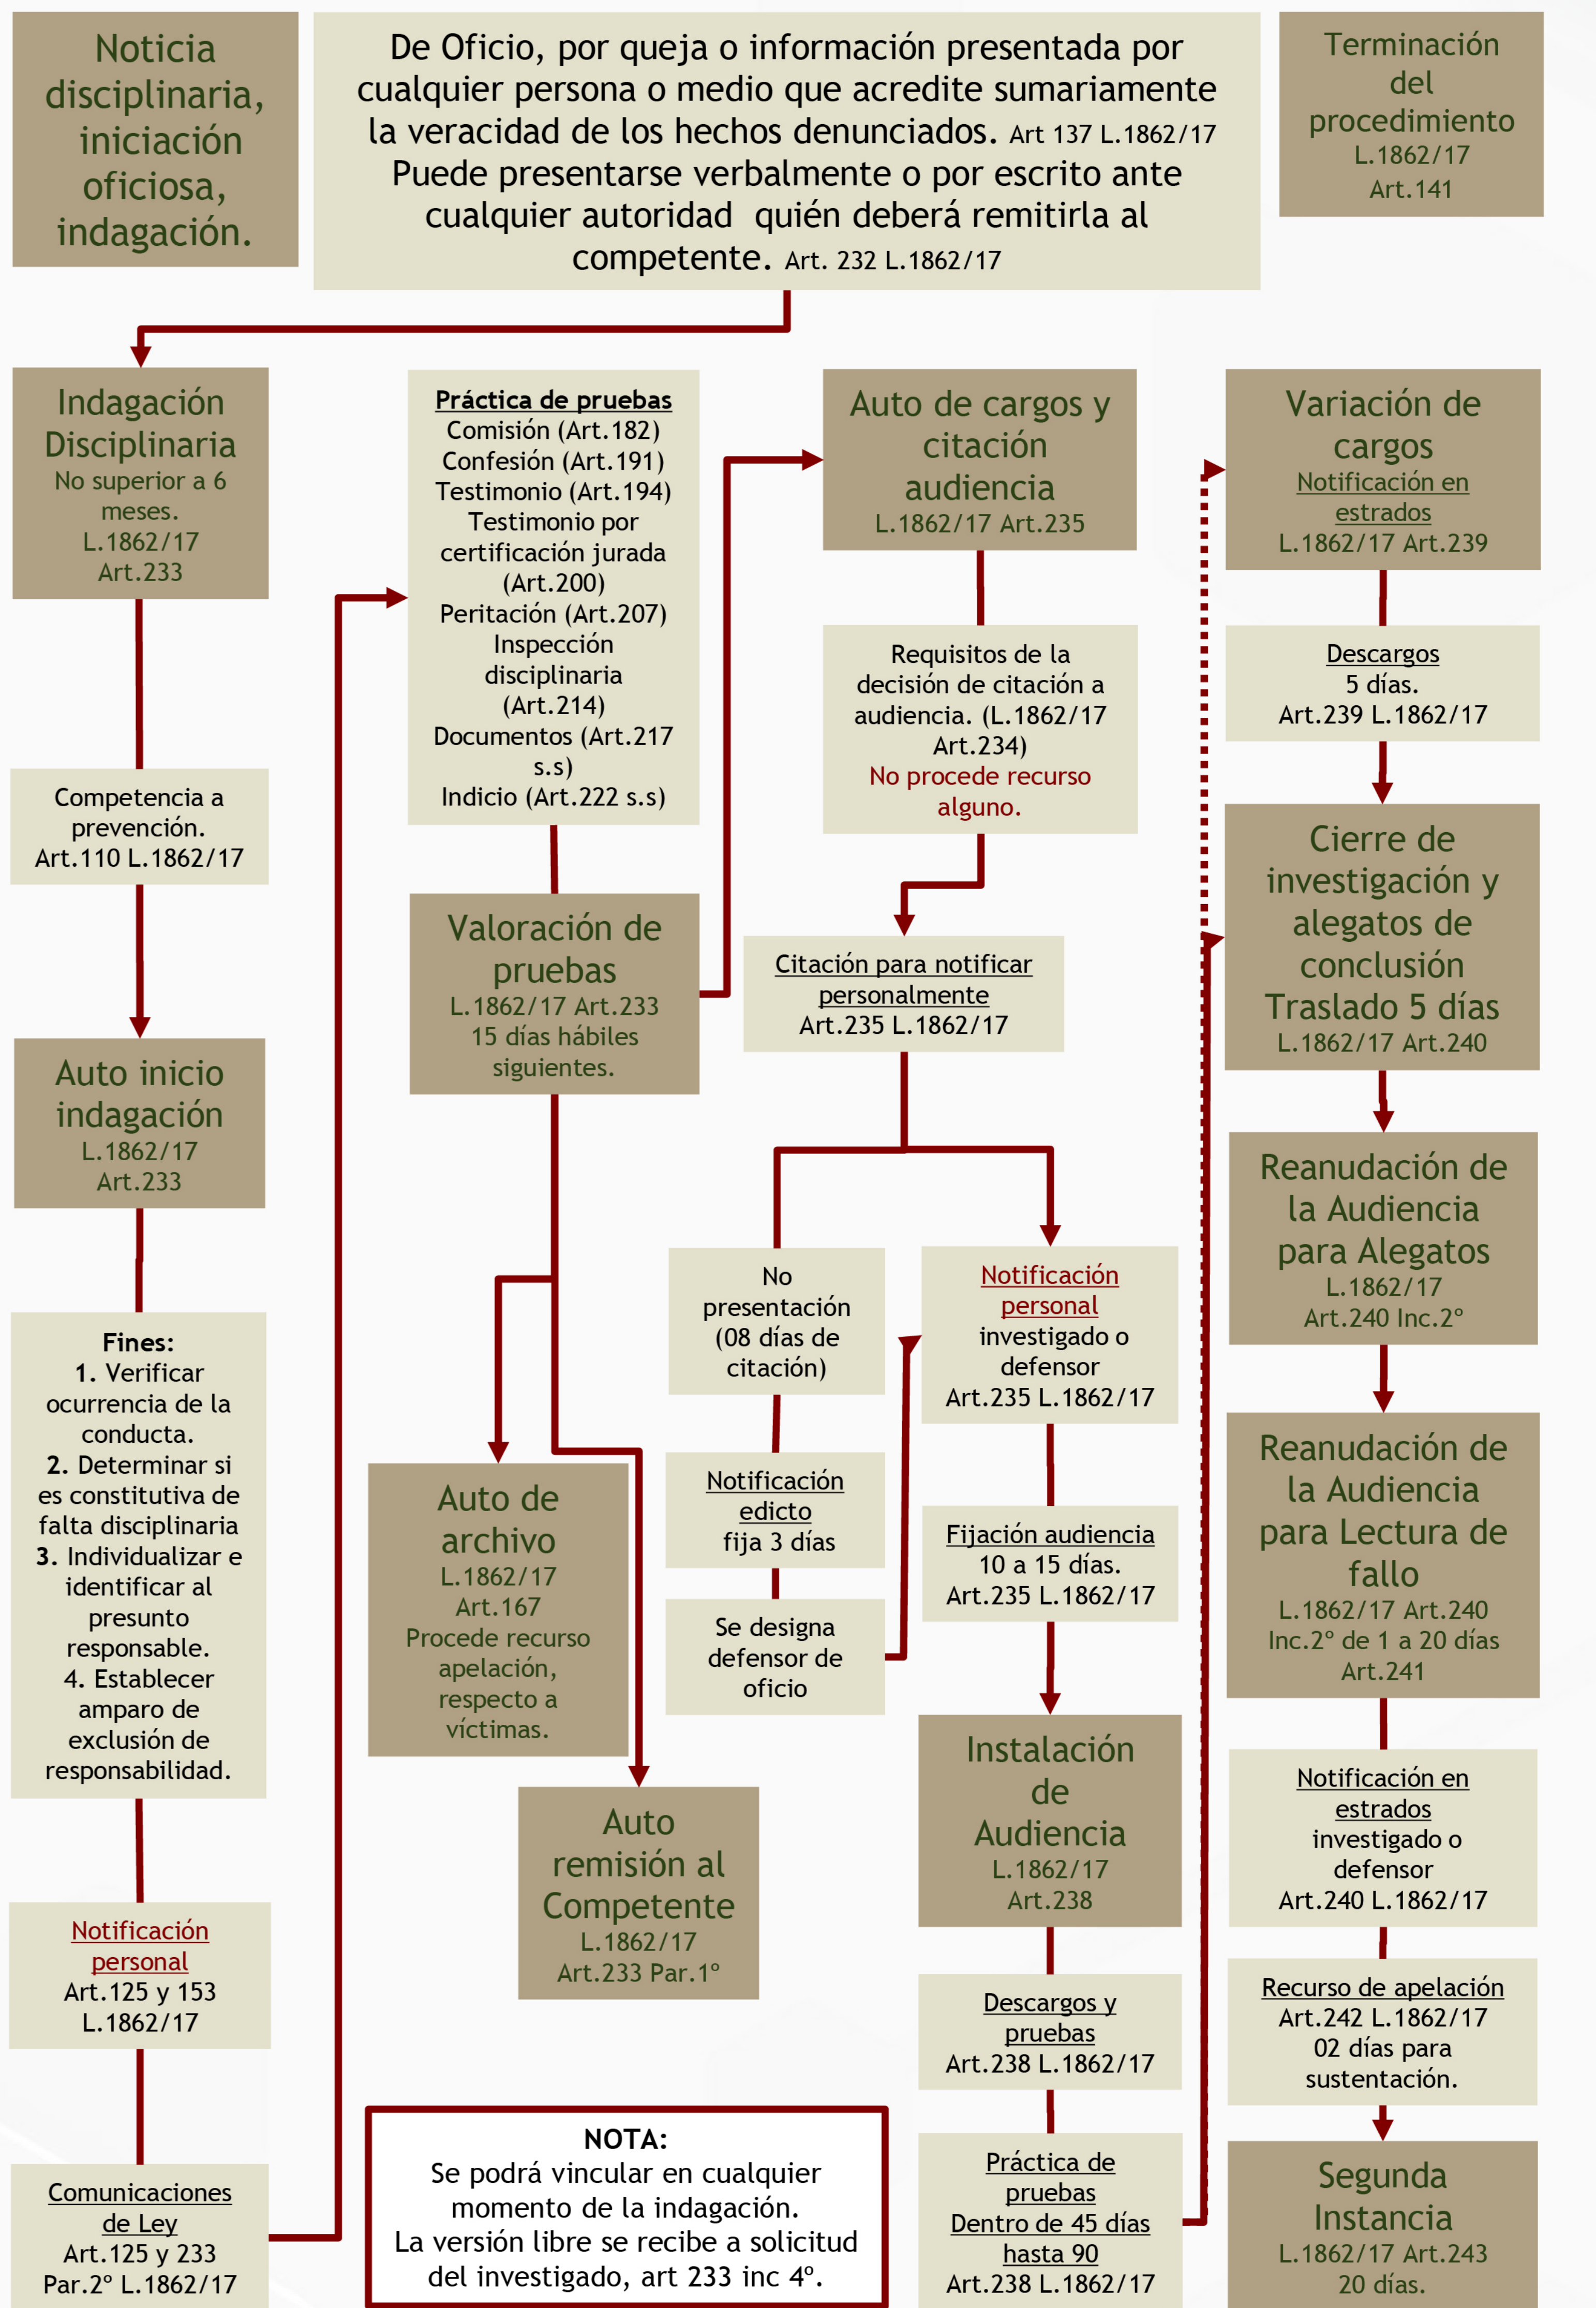 Noticia
disciplinaria,
iniciación
oficiosa,
indagación.
De Oficio, por queja o información presentada por
cualquier persona o medio que acredite sumariamente
la veracidad de los hechos denunciados. Art 137 L.1862/17
Puede presentarse verbalmente o por escrito ante
cualquier autoridad quién deberá remitirla al
competente. Art. 232 L.1862/17
Terminación
del
procedimiento
L.1862/17
Art.141
Indagación
Disciplinaria
No superior a 6
meses.
L.1862/17
Art.233
Competencia a
prevención.
Art.110 L.1862/17
Auto inicio
indagación
L.1862/17
Art.233
Fines:
1. Verificar
ocurrencia de la
conducta.
2. Determinar si
es constitutiva de
falta disciplinaria
3. Individualizar e
identificar al
presunto
responsable.
4. Establecer
amparo de
exclusión de
responsabilidad.
Notificación
personal
Art.125 y 153
L.1862/17
Comunicaciones
de Ley
Art.125 y 233
Par.2º L.1862/17
Práctica de pruebas
Comisión (Art.182)
Confesión (Art.191)
Testimonio (Art.194)
Testimonio por
certificación jurada
(Art.200)
Peritación (Art.207)
Inspección
disciplinaria
(Art.214)
Documentos (Art.217
s.s)
Indicio (Art.222 s.s)
Valoración de
pruebas
L.1862/17 Art.233
15 días hábiles
siguientes.
Auto de
archivo
L.1862/17
Art.167
Procede recurso
apelación,
respecto a
víctimas.
Auto
remisión al
Competente
L.1862/17
Art.233 Par.1º
NOTA:
Se podrá vincular en cualquier
momento de la indagación.
La versión libre se recibe a solicitud
del investigado, art 233 inc 4º.
Auto de cargos y
citación
audiencia
L.1862/17 Art.235
Requisitos de la
decisión de citación a
audiencia. (L.1862/17
Art.234)
No procede recurso
alguno.
Citación para notificar
personalmente
Art.235 L.1862/17
No
presentación
(08 días de
citación)
Notificación
edicto
fija 3 días
Se designa
defensor de
oficio
Notificación
personal
investigado o
defensor
Art.235 L.1862/17
Fijación audiencia
10 a 15 días.
Art.235 L.1862/17
Instalación
de
Audiencia
L.1862/17
Art.238
Descargos y
pruebas
Art.238 L.1862/17
Práctica de
pruebas
Dentro de 45 días
hasta 90
Art.238 L.1862/17
Variación de
cargos
Notificación en
estrados
L.1862/17 Art.239
Descargos
5 días.
Art.239 L.1862/17
Cierre de
investigación y
alegatos de
conclusión
Traslado 5 días
L.1862/17 Art.240
Reanudación de
la Audiencia
para Alegatos
L.1862/17
Art.240 Inc.2º
Reanudación de
la Audiencia
para Lectura de
fallo
L.1862/17 Art.240
Inc.2º de 1 a 20 días
Art.241
Notificación en
estrados
investigado o
defensor
Art.240 L.1862/17
Recurso de apelación
Art.242 L.1862/17
02 días para
sustentación.
Segunda
Instancia
L.1862/17 Art.243
20 días.